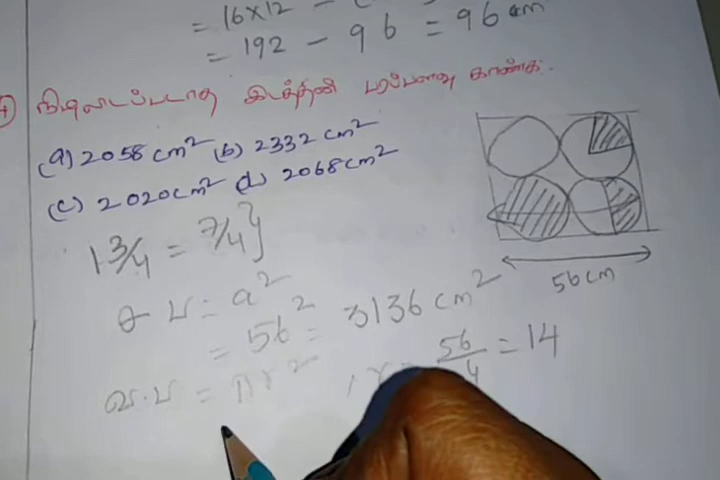 = 16×12 -
= 192 - 96 = 96 cm
4) நிழலிடப்படாத இடத்தின் பரப்பளவு காண்க.
(a) 2058 cm² (b) 2332 cm²
(c) 2020 cm² (d) 2068 cm²
1 3/4 = 7/4 }
ச ப = a²
= 56² = 3136 cm²
56 cm
வ.ப = πr² , r = 56/4 = 14